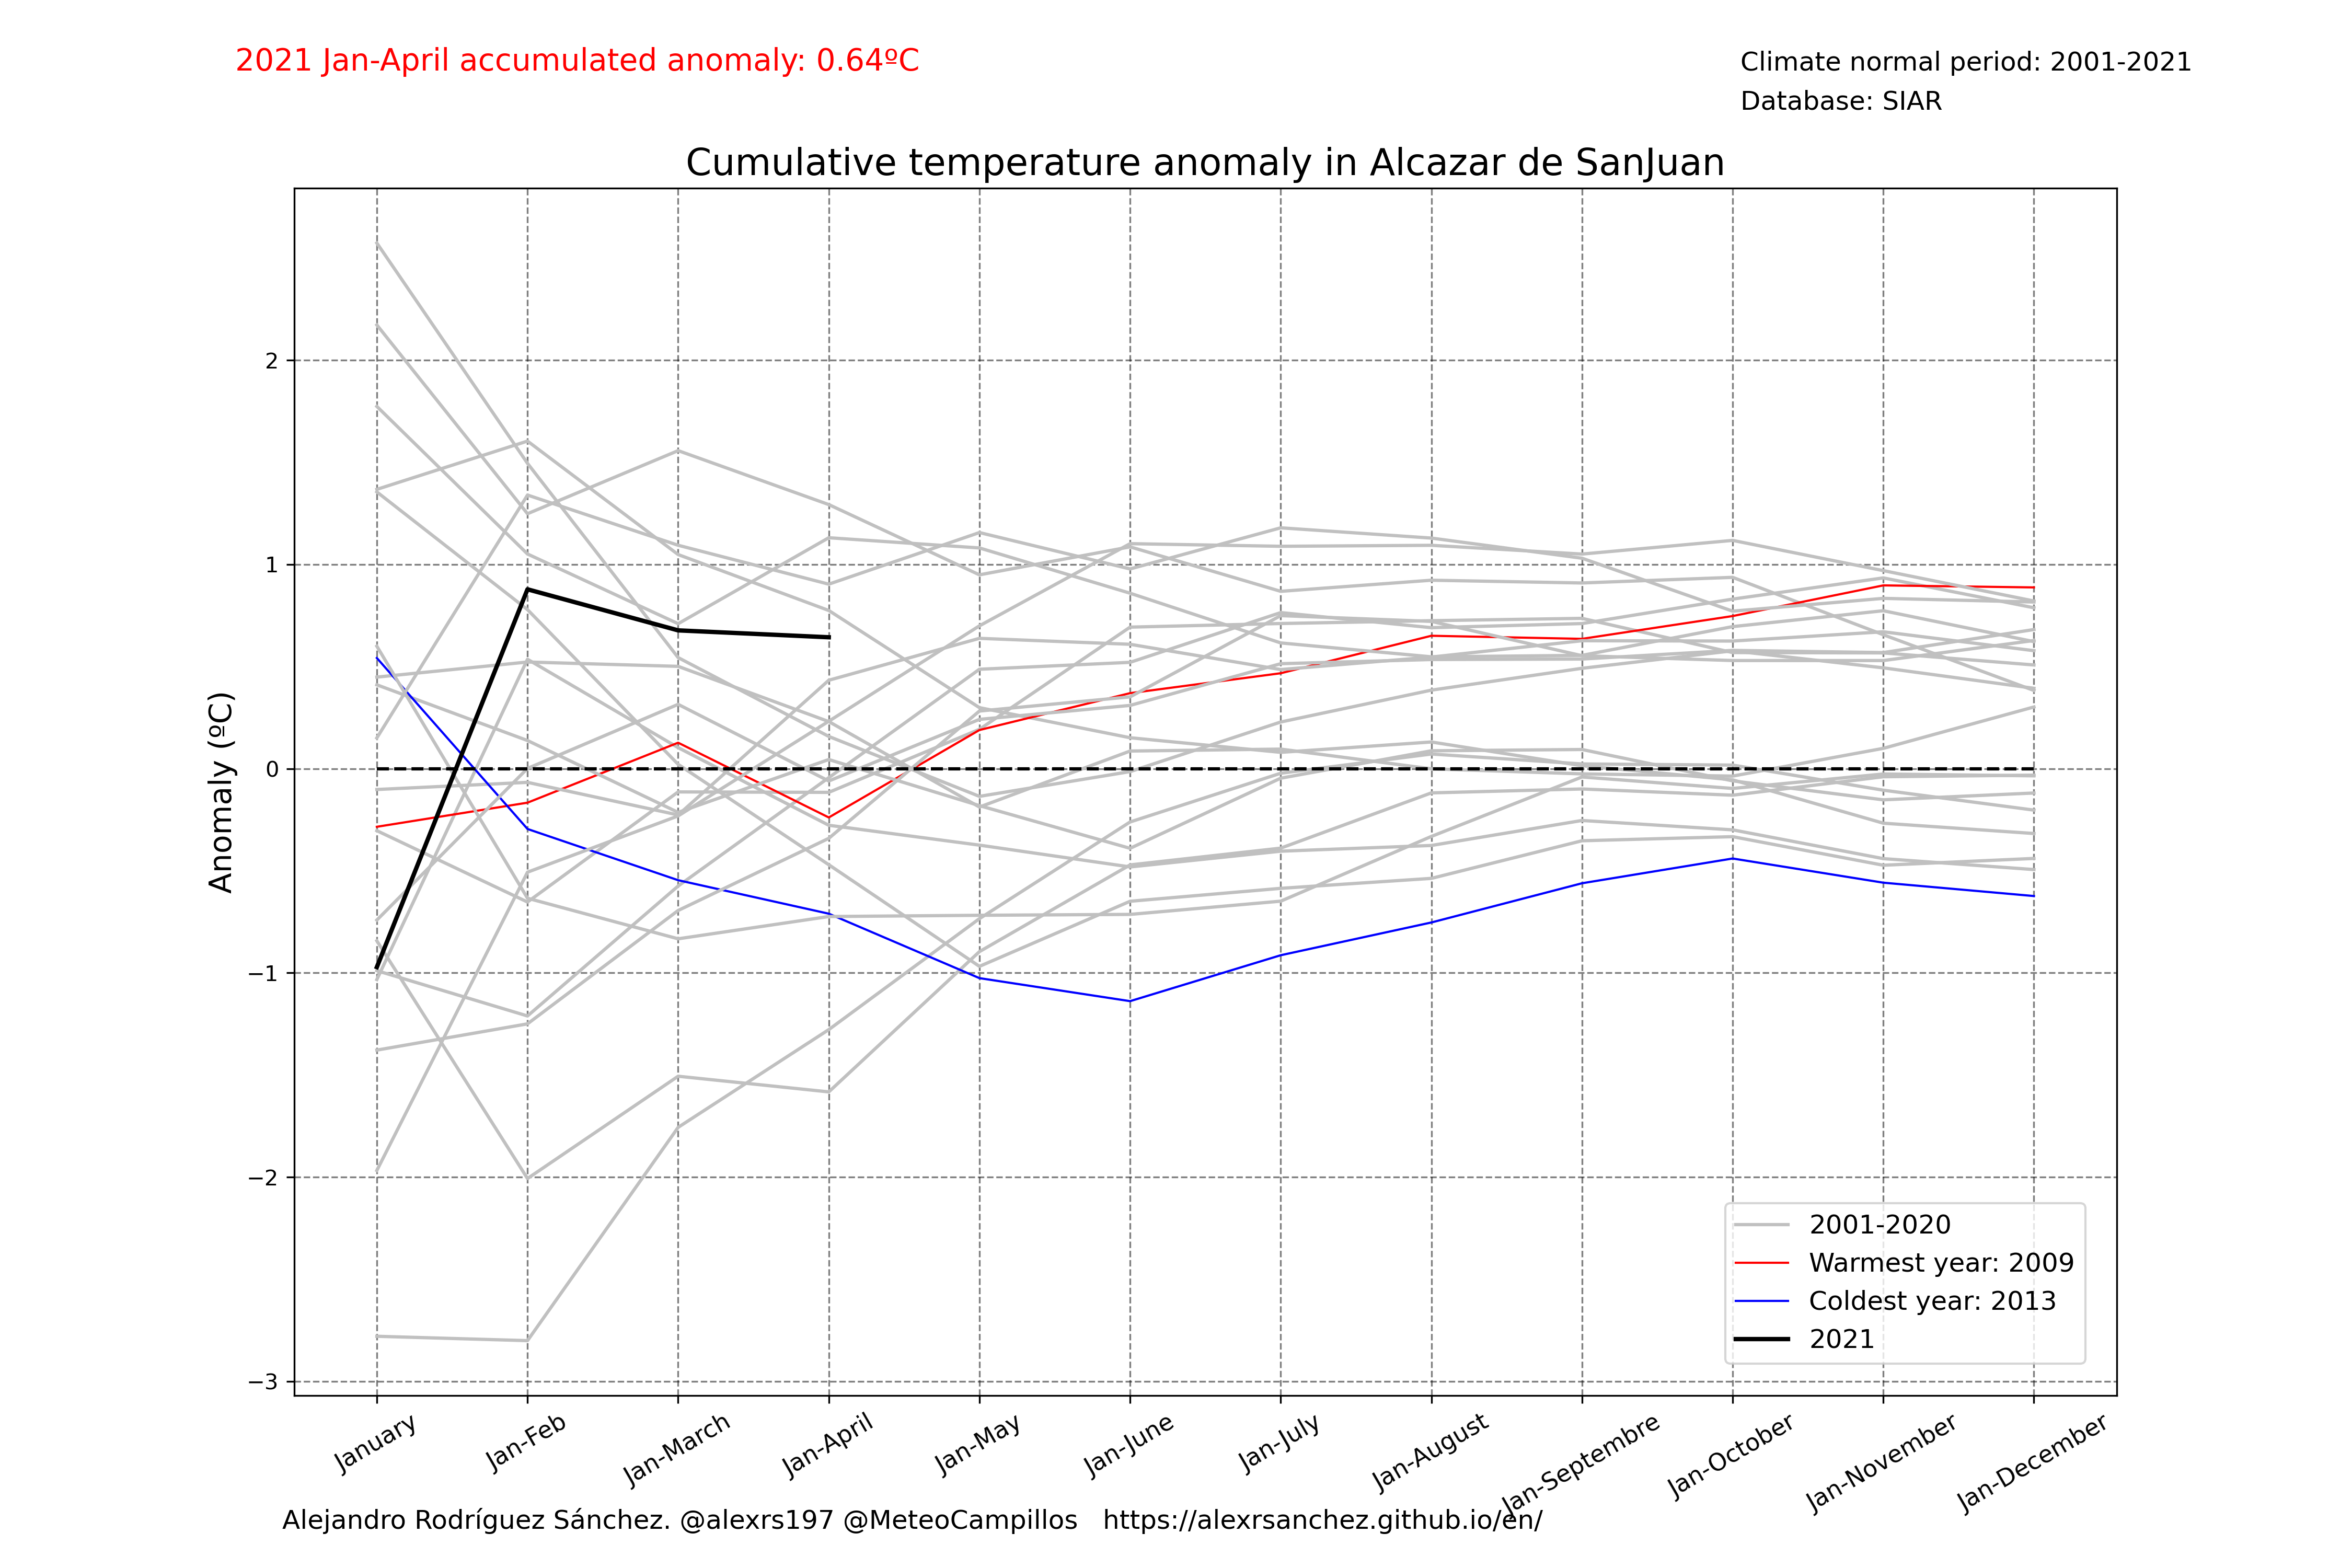 2021 Jan-April accumulated anomaly: 0.64ºC
Climate normal period: 2001-2021
Database: SIAR
Cumulative temperature anomaly in Alcazar de SanJuan
Anomaly (ºC)
2
1
0
−1
−2
−3
2001-2020
Warmest year: 2009
Coldest year: 2013
2021
January
Jan-Feb
Jan-March
Jan-April
Jan-May
Jan-June
Jan-July
Jan-August
Jan-Septembre
Jan-October
Jan-November
Jan-December
Alejandro Rodríguez Sánchez. @alexrs197 @MeteoCampillos https://alexrsanchez.github.io/en/